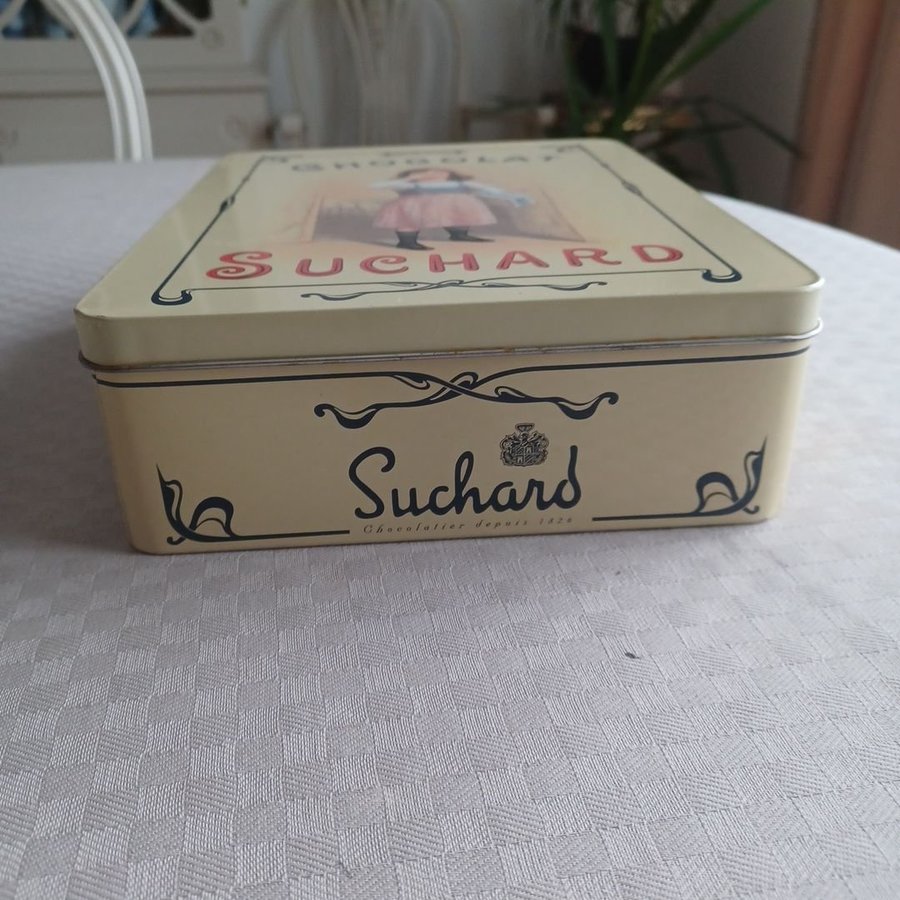 CHOCOLAT
SUCHARD
Suchard
Chocolatier depuis 1826